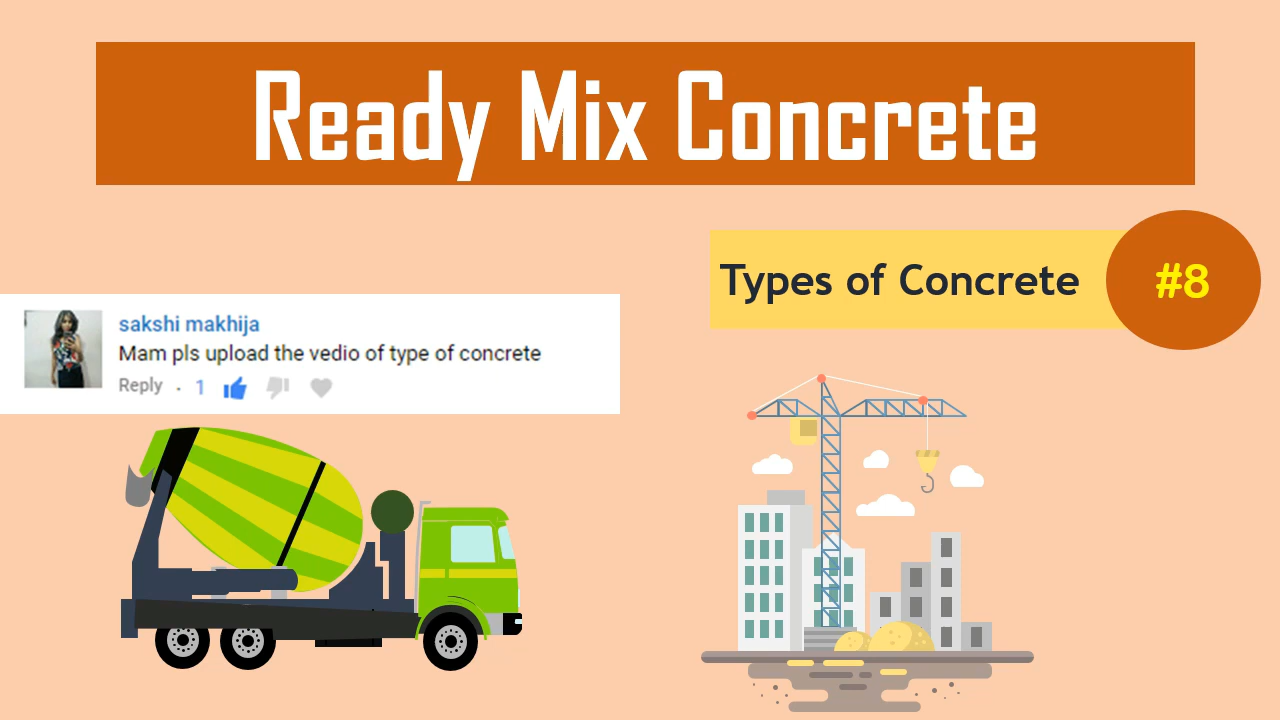 Ready Mix Concrete
Types of Concrete
#8
sakshi makhija
Mam pls upload the vedio of type of concrete
Reply · 1